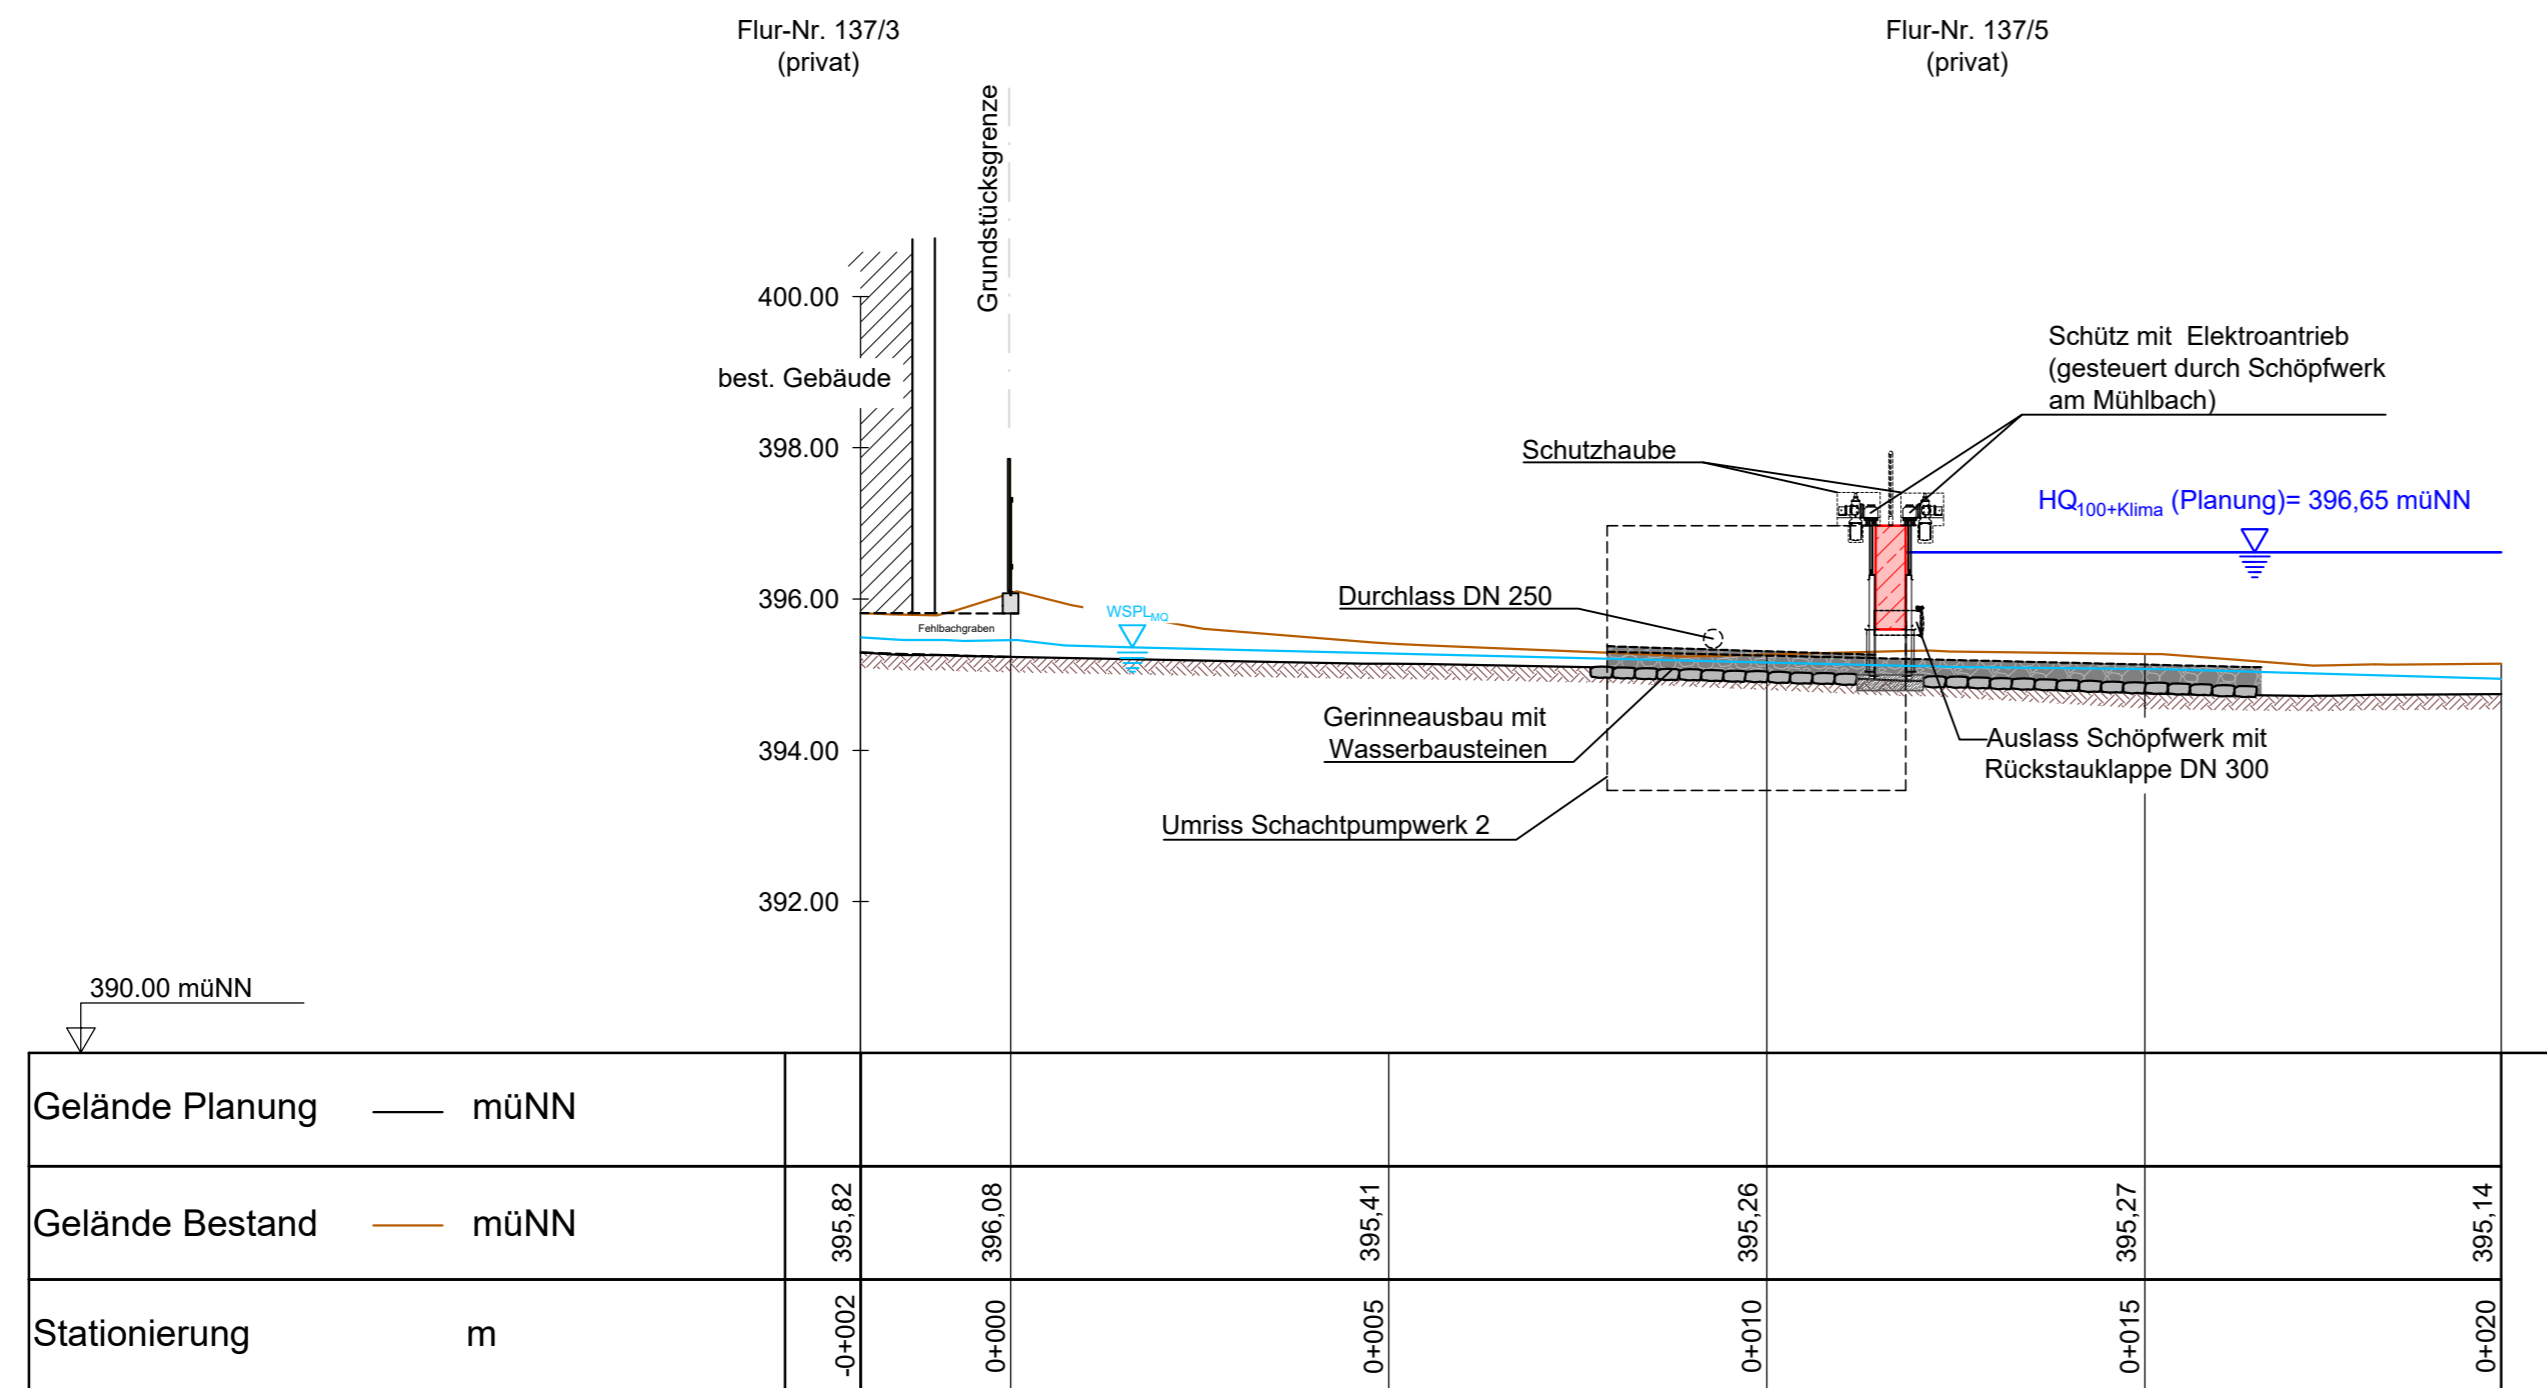 Flur-Nr. 137/3
(privat)
Flur-Nr. 137/5
(privat)
Grundstücksgrenze
400.00
best. Gebäude
398.00
396.00
394.00
392.00
390.00 müNN
Schütz mit Elektroantrieb
(gesteuert durch Schöpfwerk
am Mühlbach)
Schutzhaube
HQ100+Klima (Planung)= 396,65 müNN
Durchlass DN 250
WSPLMQ
Fehlbachgraben
Gerinneausbau mit
Wasserbausteinen
Auslass Schöpfwerk mit
Rückstauklappe DN 300
Umriss Schachtpumpwerk 2
Gelände Planung müNN
Gelände Bestand müNN 395,82 396,08 395,41 395,26 395,27 395,14
Stationierung m -0+002 0+000 0+005 0+010 0+015 0+020